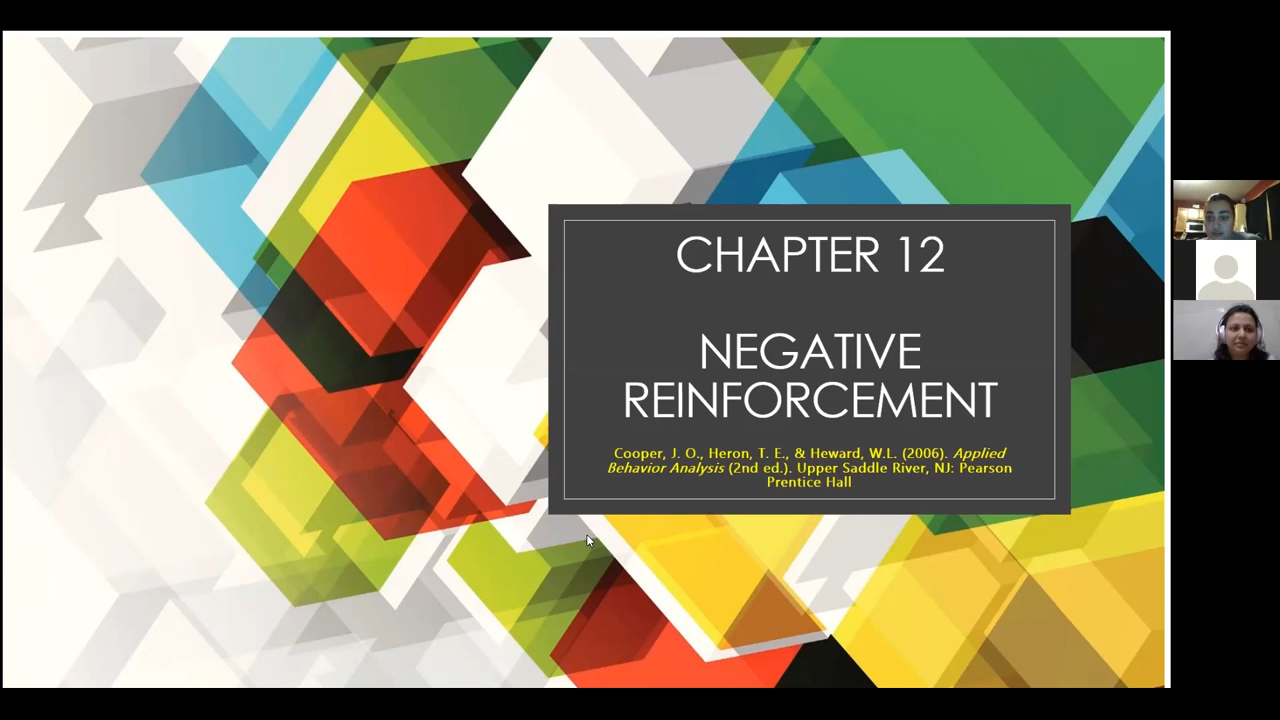 CHAPTER 12
NEGATIVE
REINFORCEMENT
Cooper, J. O., Heron, T. E., & Heward, W.L. (2006). Applied
Behavior Analysis (2nd ed.). Upper Saddle River, NJ: Pearson
Prentice Hall